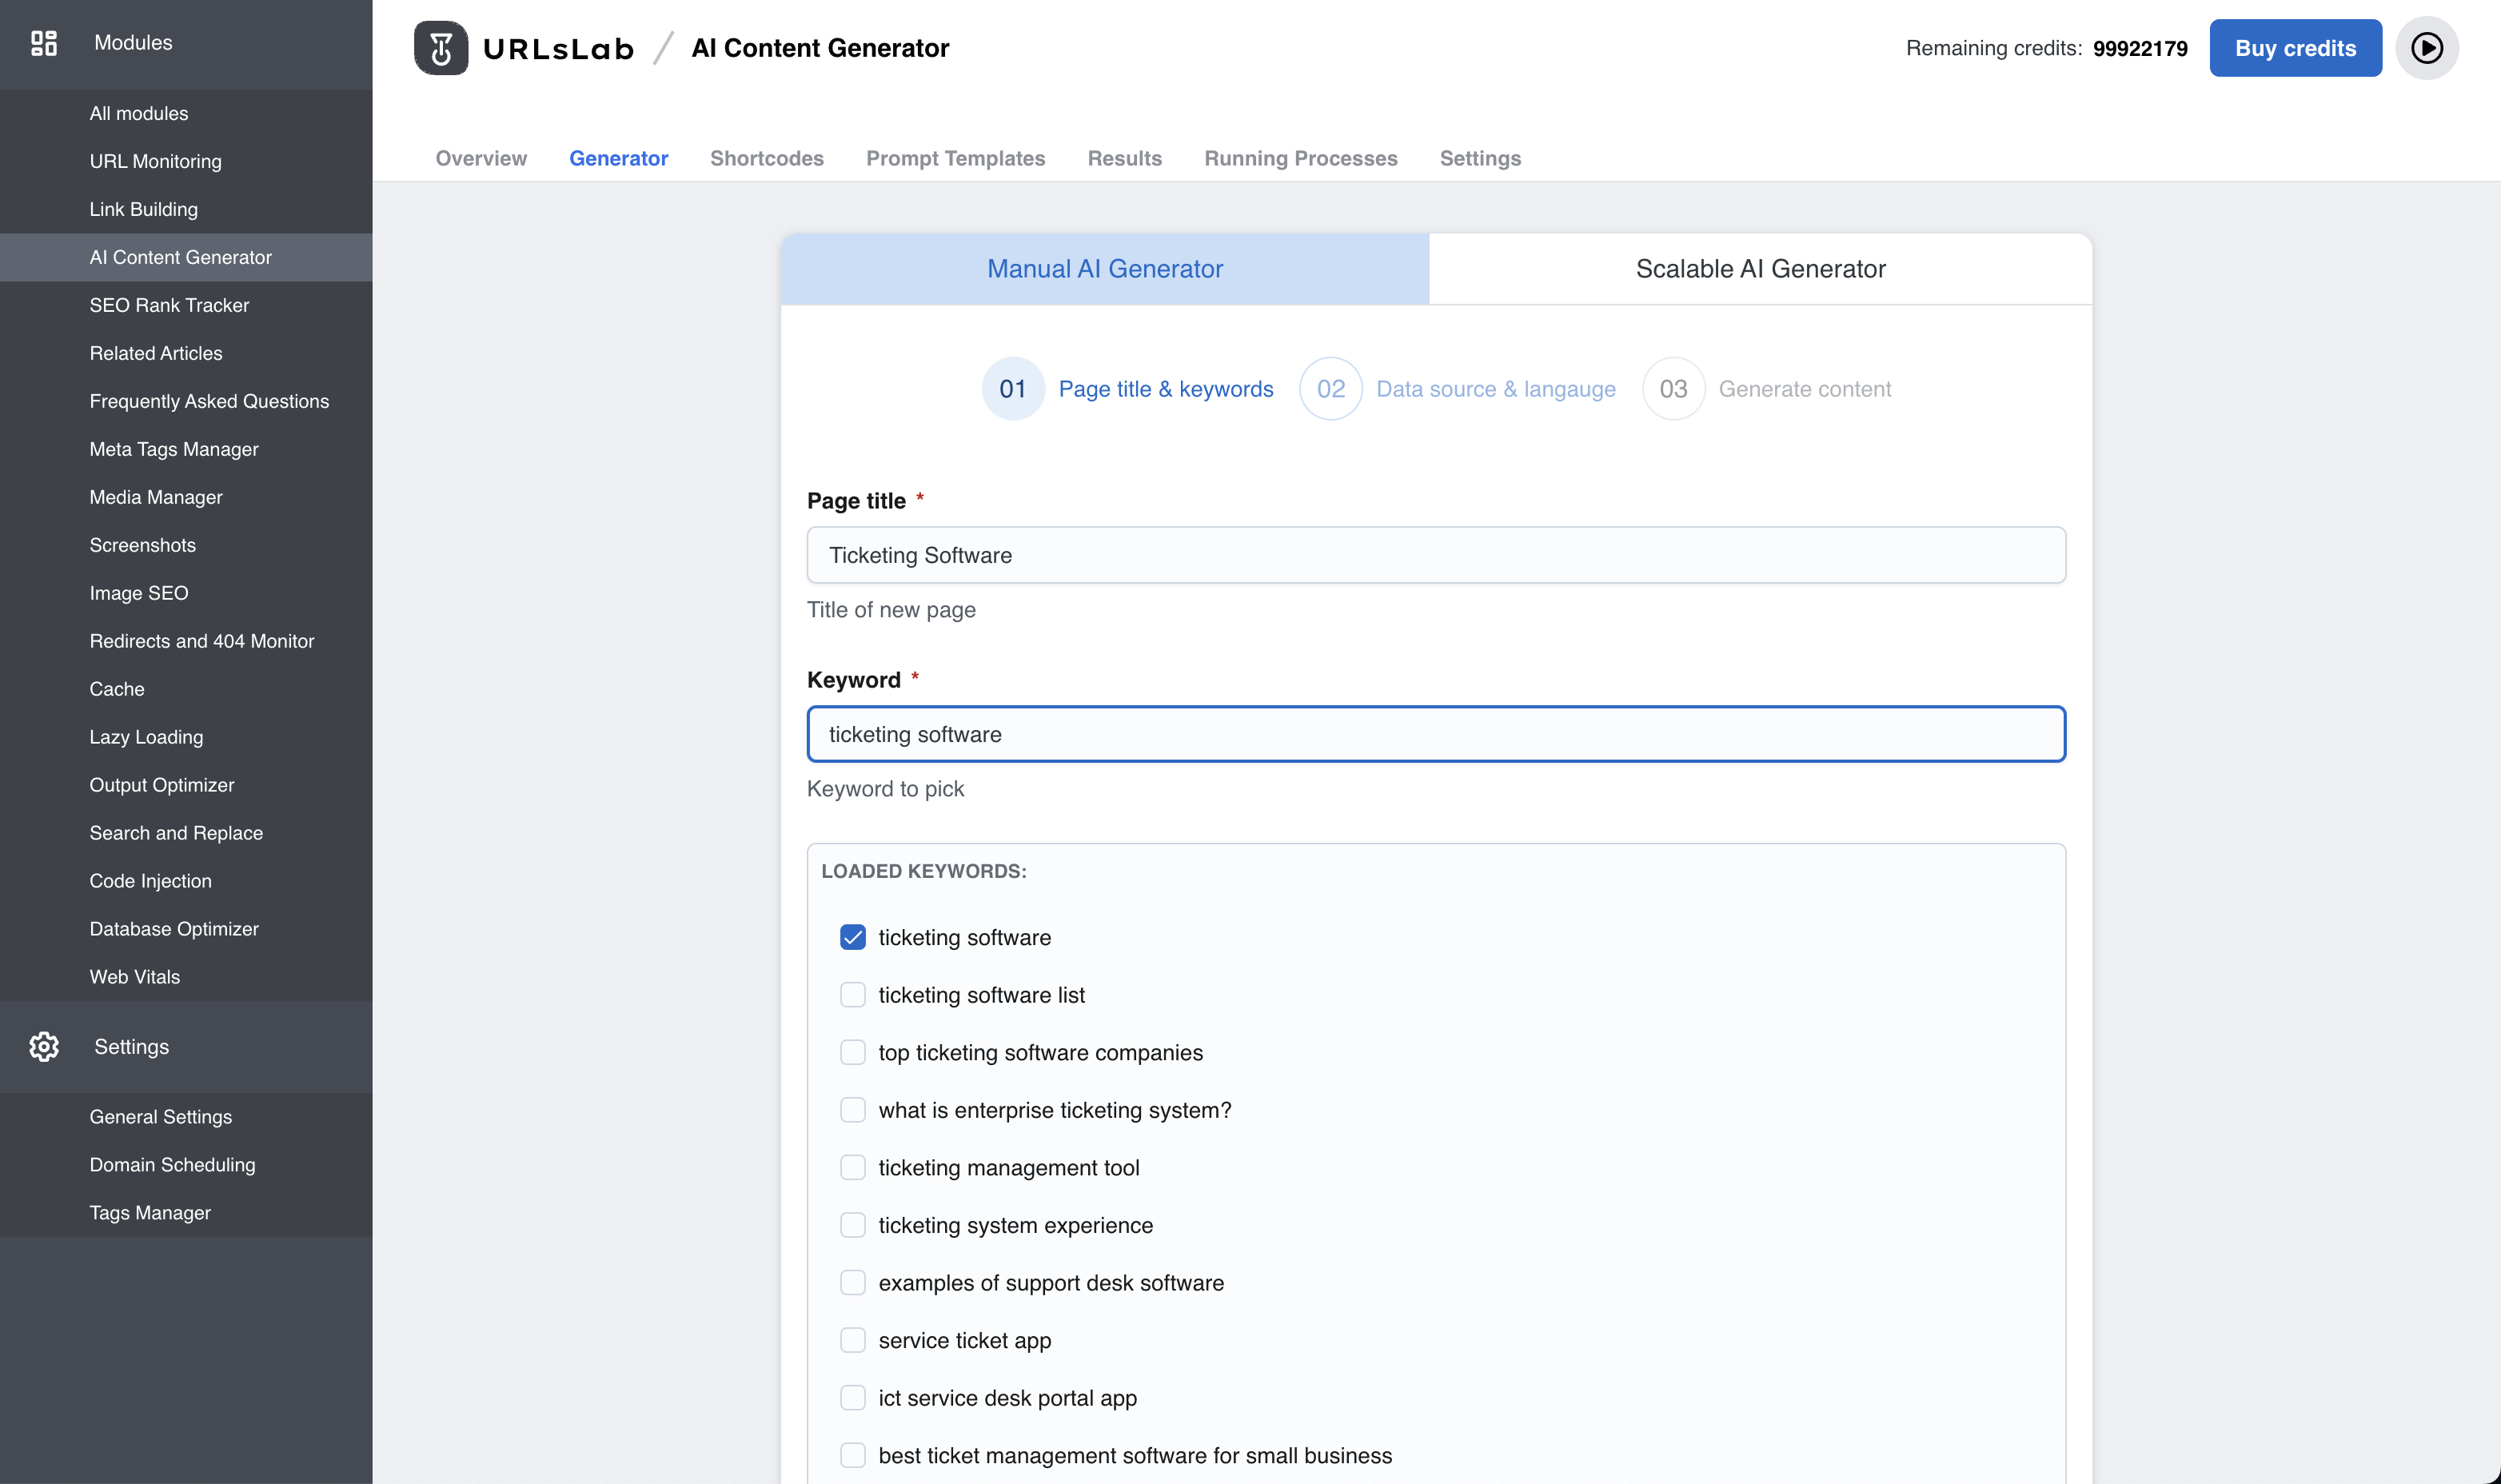 Modules
All modules
URL Monitoring
Link Building
AI Content Generator
SEO Rank Tracker
Related Articles
Frequently Asked Questions
Meta Tags Manager
Media Manager
Screenshots
Image SEO
Redirects and 404 Monitor
Cache
Lazy Loading
Output Optimizer
Search and Replace
Code Injection
Database Optimizer
Web Vitals
Settings
General Settings
Domain Scheduling
Tags Manager
URLsLab / AI Content Generator
Remaining credits: 99922179 Buy credits
Overview Generator Shortcodes Prompt Templates Results Running Processes Settings
Manual AI Generator Scalable AI Generator
01 Page title & keywords 02 Data source & langauge 03 Generate content
Page title *
Ticketing Software
Title of new page
Keyword *
ticketing software
Keyword to pick
LOADED KEYWORDS:
ticketing software
ticketing software list
top ticketing software companies
what is enterprise ticketing system?
ticketing management tool
ticketing system experience
examples of support desk software
service ticket app
ict service desk portal app
best ticket management software for small business